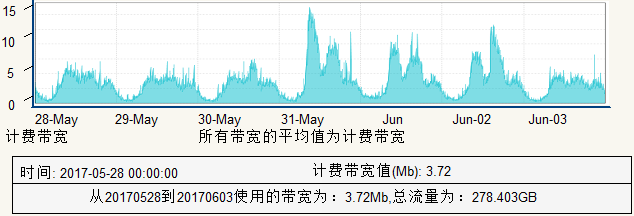 15
10
5
0
28-May 29-May 30-May 31-May Jun Jun-02 Jun-03
计费带宽 所有带宽的平均值为计费带宽
时间: 2017-05-28 00:00:00 计费带宽值(Mb): 3.72
从20170528到20170603使用的带宽为：3.72Mb,总流量为：278.403GB